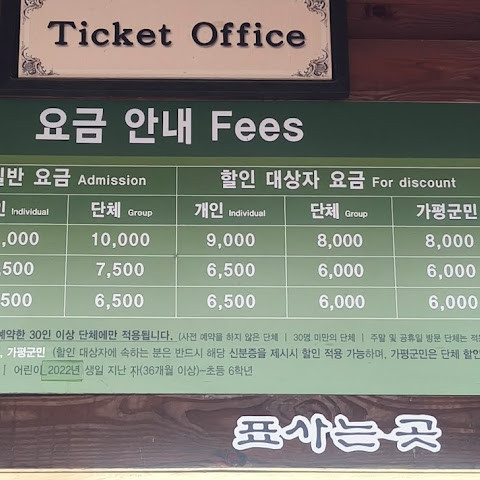 Ticket Office
요금 안내 Fees
일반 요금 Admission 할인 대상자 요금 For discount
인 Individual 단체 Group 개인 Individual 단체 Group 가평군민
,000 10,000 9,000 8,000 8,000
,500 7,500 6,500 6,000 6,000
500 6,500 6,500 6,000 6,000
예약한 30인 이상 단체에만 적용됩니다. (사전 예약을 하지 않은 단체 | 30명 미만의 단체 | 주말 및 공휴일 방문 단체는 적용
, 가평군민 (할인 대상자에 속하는 분은 반드시 해당 신분증을 제시시 할인 적용 가능하며, 가평군민은 단체 할인
| 어린이 2022년 생일 지난 자(36개월 이상)-초등 6학년
표사는 곳